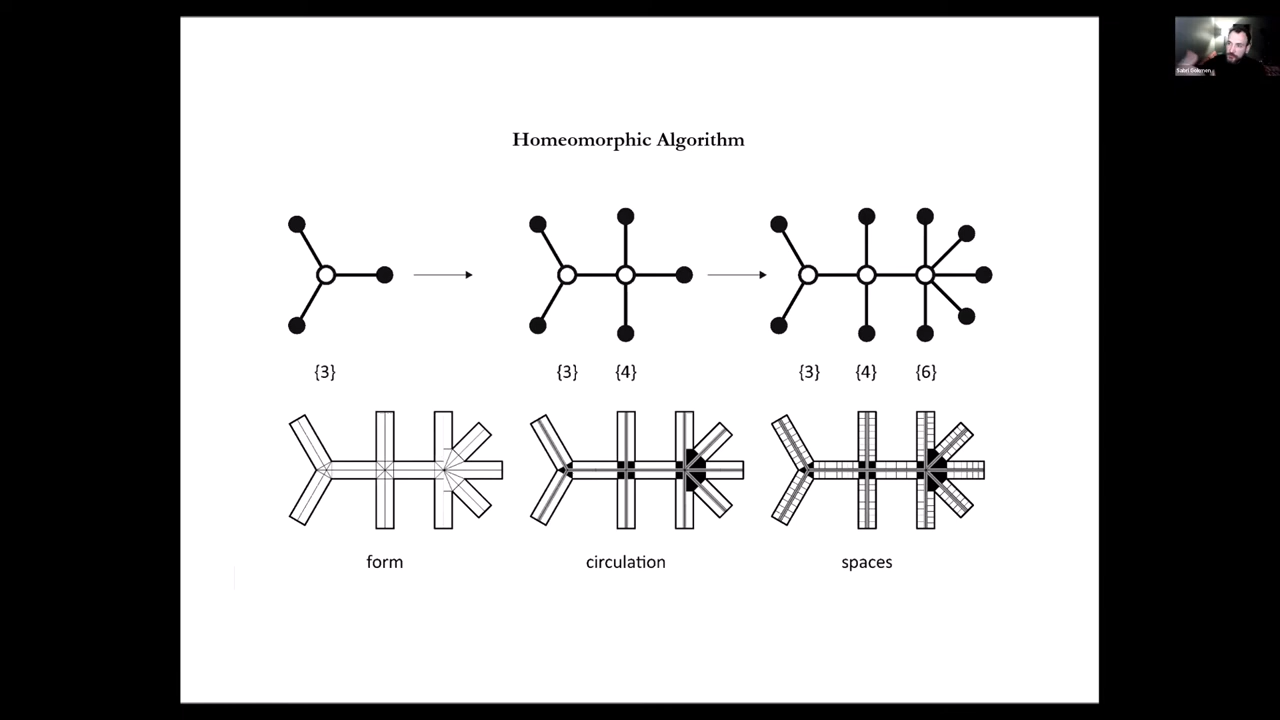 Homeomorphic Algorithm
{3}
{3} {4}
{3} {4} {6}
form
circulation
spaces